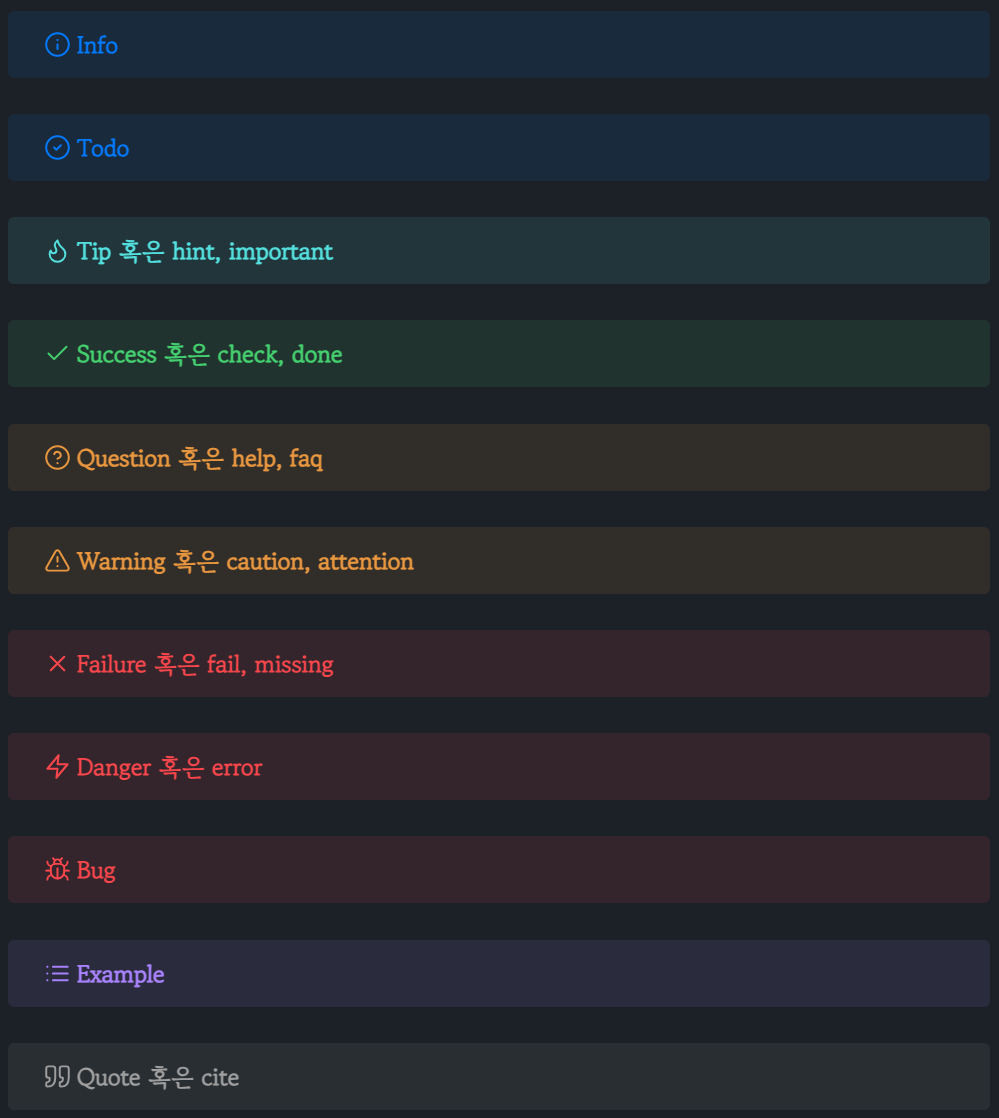 Info
Todo
Tip 혹은 hint, important
Success 혹은 check, done
Question 혹은 help, faq
Warning 혹은 caution, attention
Failure 혹은 fail, missing
Danger 혹은 error
Bug
Example
Quote 혹은 cite